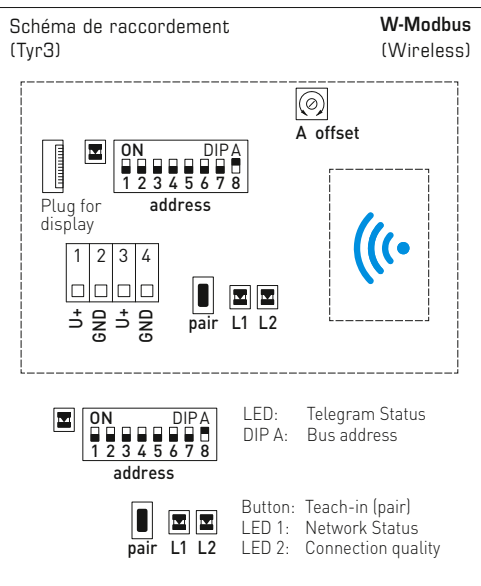 Schéma de raccordement
(Tyr3)
W-Modbus
(Wireless)
A offset
ON DIP A
1 2 3 4 5 6 7 8
address
Plug for
display
1 2 3 4
U+ GND U+ GND
pair L1 L2
ON DIP A
1 2 3 4 5 6 7 8
address
LED: Telegram Status
DIP A: Bus address
pair L1 L2
Button: Teach-in (pair)
LED 1: Network Status
LED 2: Connection quality